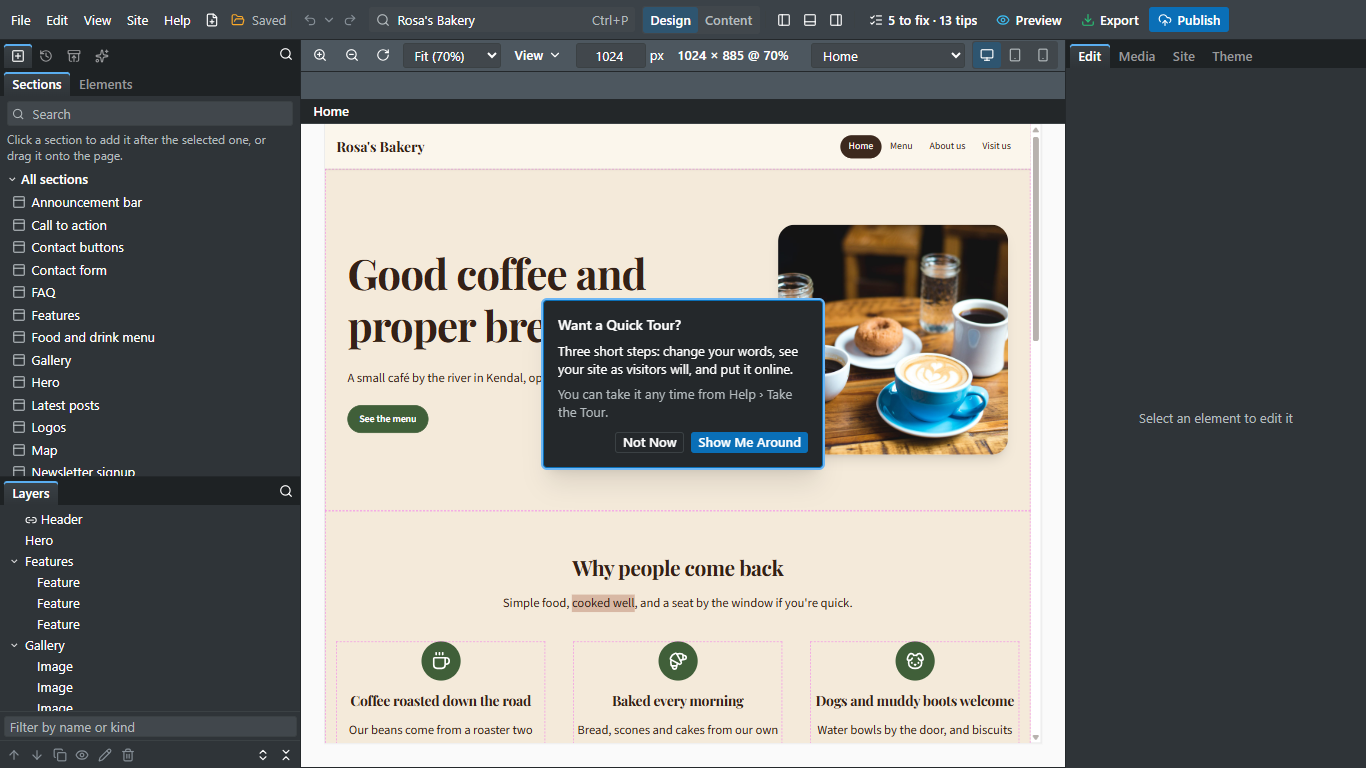 File Edit View Site Help Saved Rosa's Bakery Ctrl+P Design Content 5 to fix · 13 tips Preview Export Publish
Fit (70%) View 1024 px 1024 × 885 @ 70% Home
Edit Media Site Theme
Sections Elements
Search
Click a section to add it after the selected one, or
drag it onto the page.
All sections
Announcement bar
Call to action
Contact buttons
Contact form
FAQ
Features
Food and drink menu
Gallery
Hero
Latest posts
Logos
Map
Newsletter signup
Layers
Header
Hero
Features
Feature
Feature
Feature
Gallery
Image
Image
Image
Filter by name or kind
Home
Rosa's Bakery Home Menu About us Visit us
Good coffee and
proper bre
A small café by the river in Kendal, op
See the menu
Want a Quick Tour?
Three short steps: change your words, see
your site as visitors will, and put it online.
You can take it any time from Help › Take
the Tour.
Not Now Show Me Around
Why people come back
Simple food, cooked well, and a seat by the window if you're quick.
Coffee roasted down the road
Our beans come from a roaster two
Baked every morning
Bread, scones and cakes from our own
Dogs and muddy boots welcome
Water bowls by the door, and biscuits
Select an element to edit it